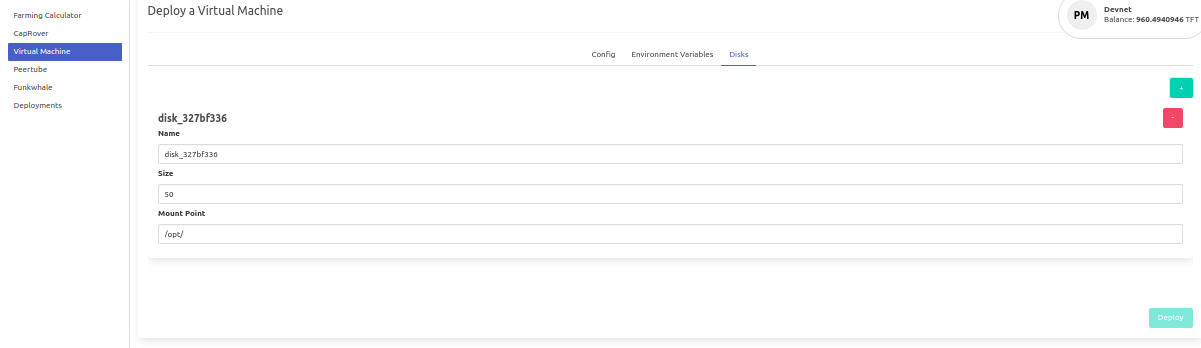 Farming Calculator
CapRover
Virtual Machine
Peertube
Funkwhale
Deployments
Deploy a Virtual Machine
PM
Devnet
Balance: 960.4940946 TFT
Config Environment Variables Disks
+
disk_327bf336
-
Name
disk_327bf336
Size
50
Mount Point
/opt/
Deploy